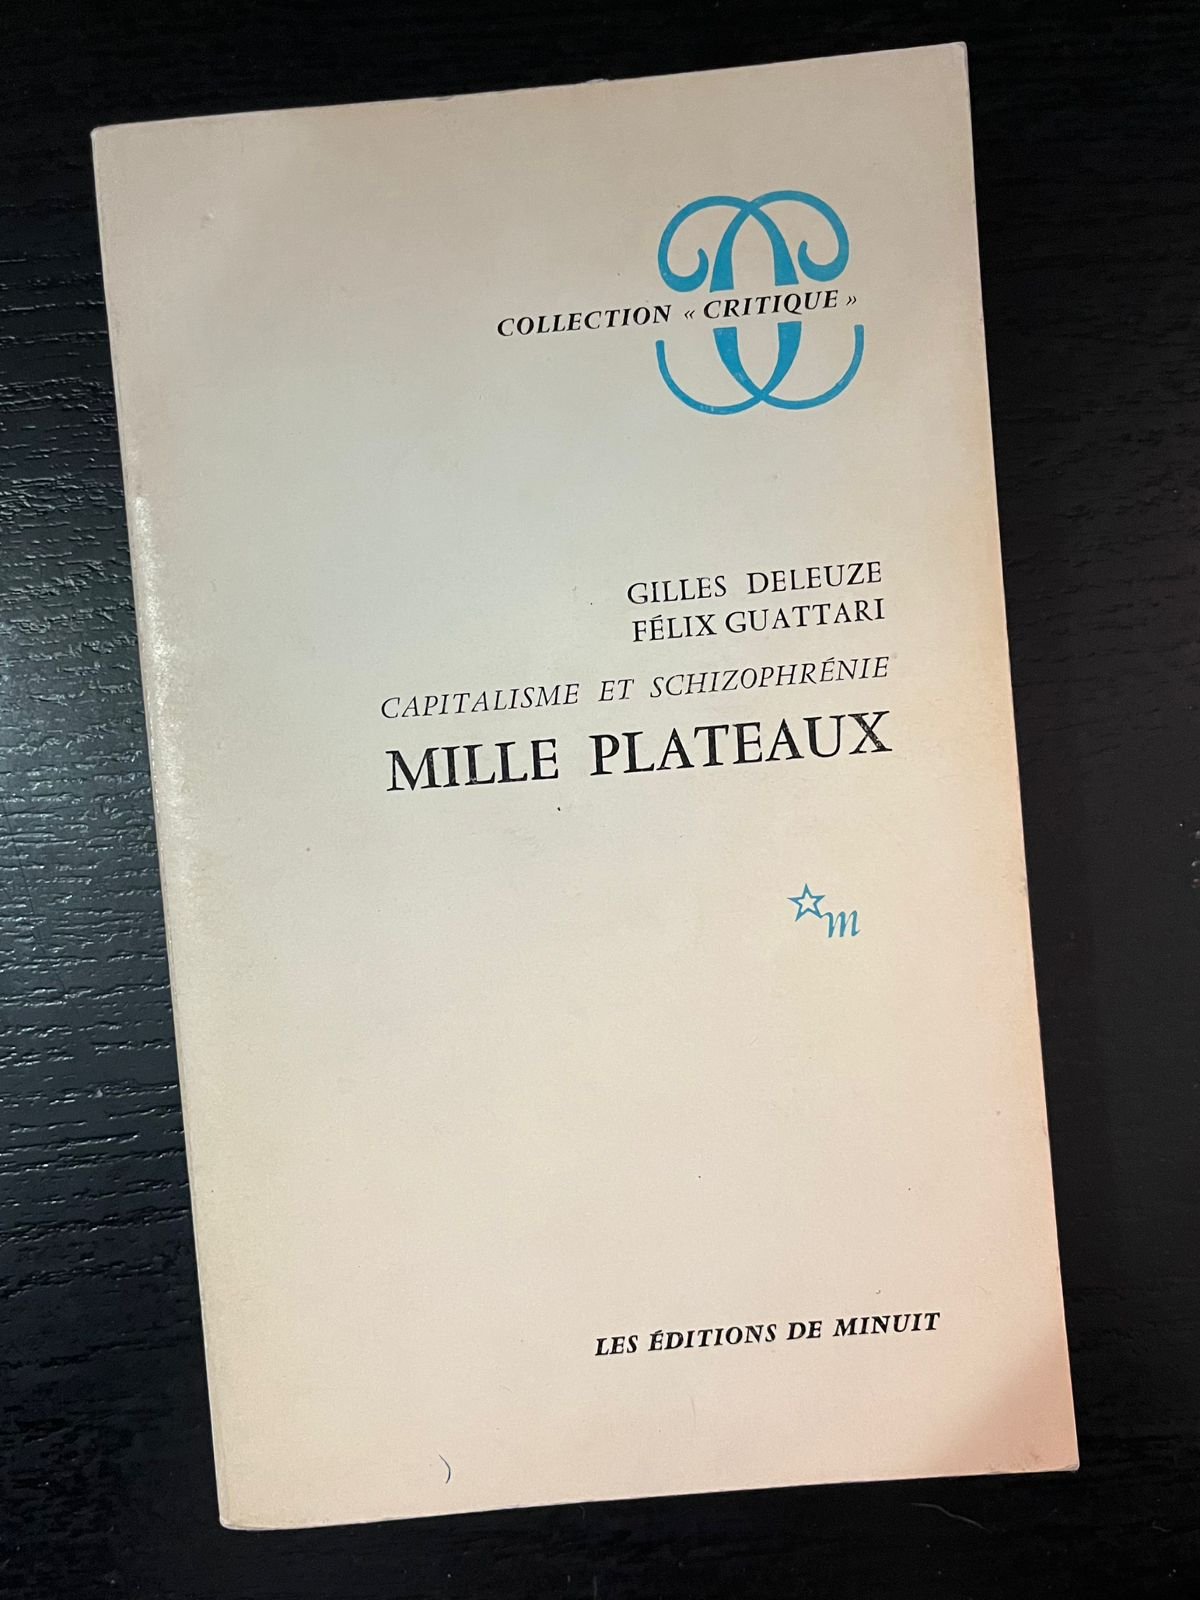 COLLECTION « CRITIQUE »
GILLES DELEUZE
FÉLIX GUATTARI
CAPITALISME ET SCHIZOPHRÉNIE
MILLE PLATEAUX
m
LES ÉDITIONS DE MINUIT